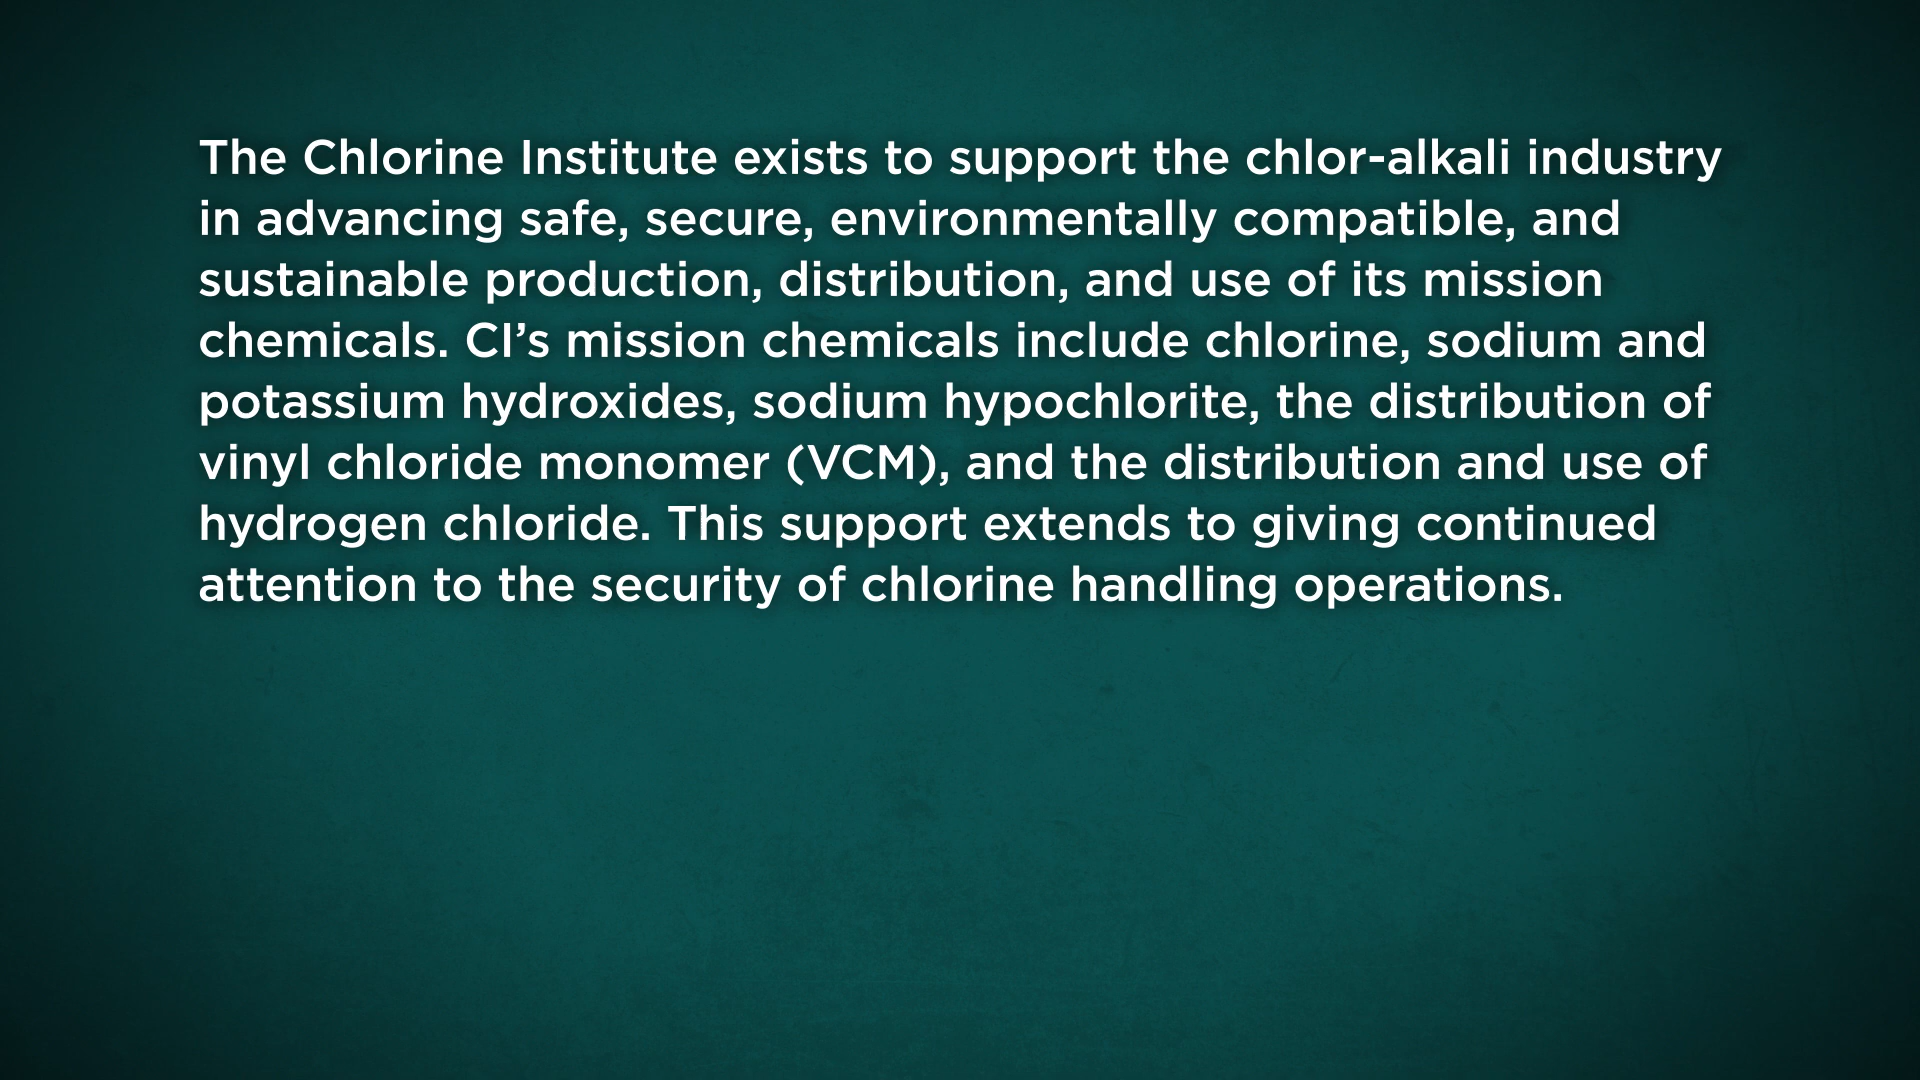 The Chlorine Institute exists to support the chlor-alkali industry
in advancing safe, secure, environmentally compatible, and
sustainable production, distribution, and use of its mission
chemicals. CI’s mission chemicals include chlorine, sodium and
potassium hydroxides, sodium hypochlorite, the distribution of
vinyl chloride monomer (VCM), and the distribution and use of
hydrogen chloride. This support extends to giving continued
attention to the security of chlorine handling operations.